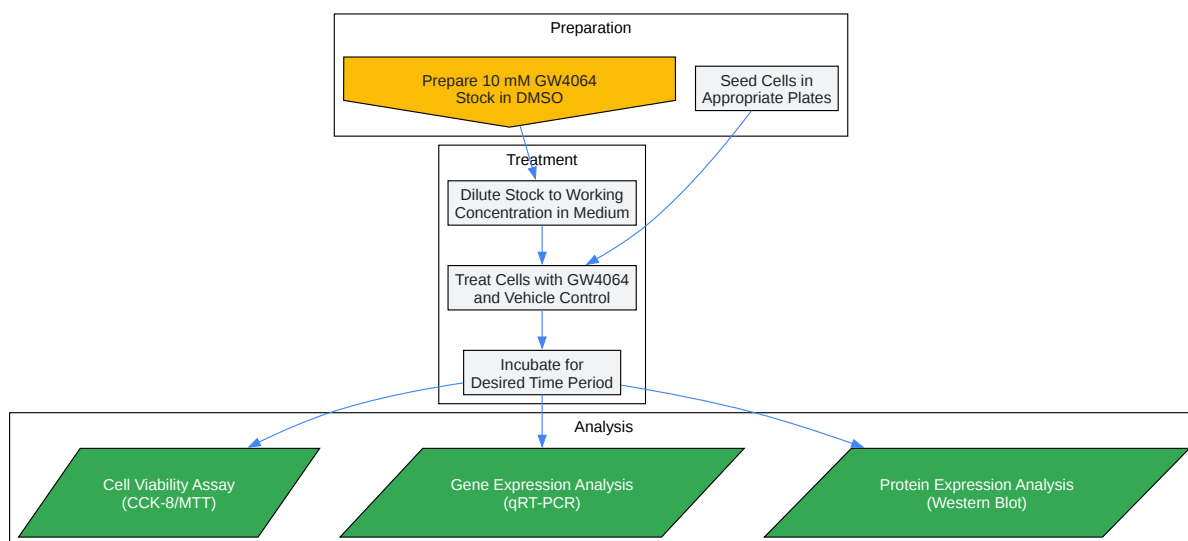 Preparation
Prepare 10 mM GW4064
Stock in DMSO
Seed Cells in
Appropriate Plates
Treatment
Dilute Stock to Working
Concentration in Medium
Treat Cells with GW4064
and Vehicle Control
Incubate for
Desired Time Period
Analysis
Cell Viability Assay
(CCK-8/MTT)
Gene Expression Analysis
(qRT-PCR)
Protein Expression Analysis
(Western Blot)